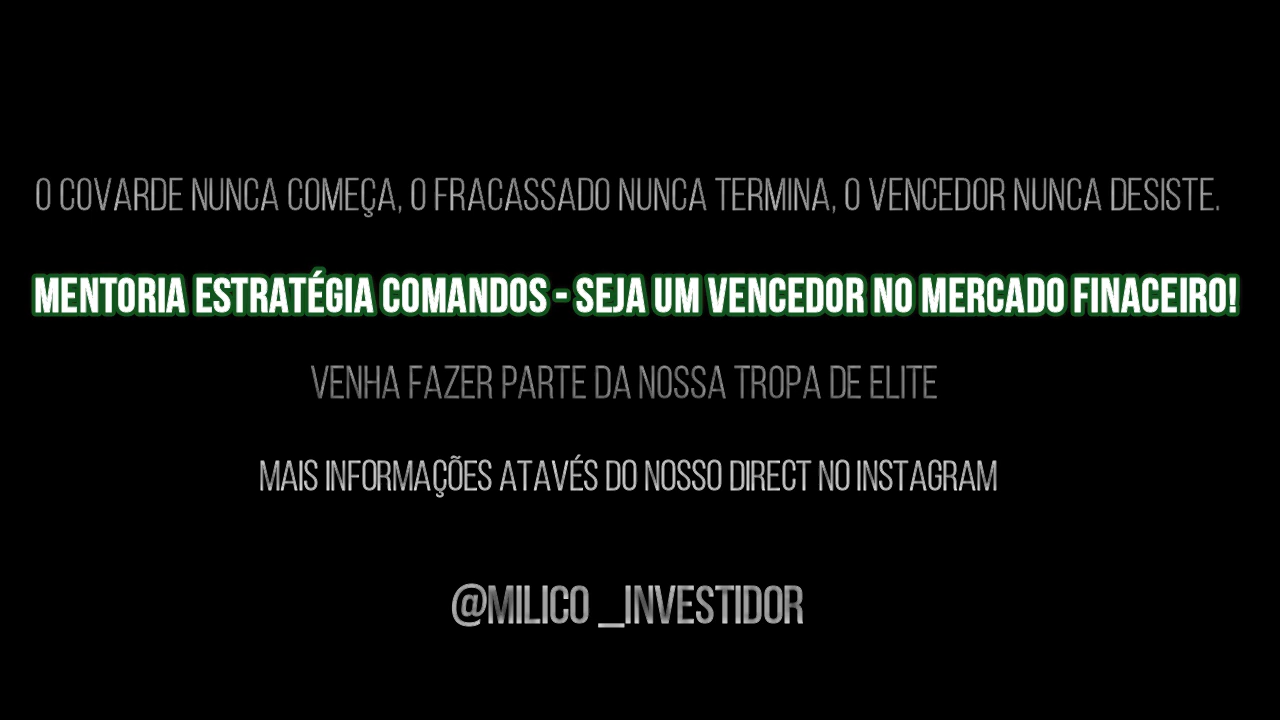 O COVARDE NUNCA COMEÇA, O FRACASSADO NUNCA TERMINA, O VENCEDOR NUNCA DESISTE.
MENTORIA ESTRATÉGIA COMANDOS - SEJA UM VENCEDOR NO MERCADO FINACEIRO!
VENHA FAZER PARTE DA NOSSA TROPA DE ELITE
MAIS INFORMAÇÕES ATAVÉS DO NOSSO DIRECT NO INSTAGRAM
@MILICO _INVESTIDOR